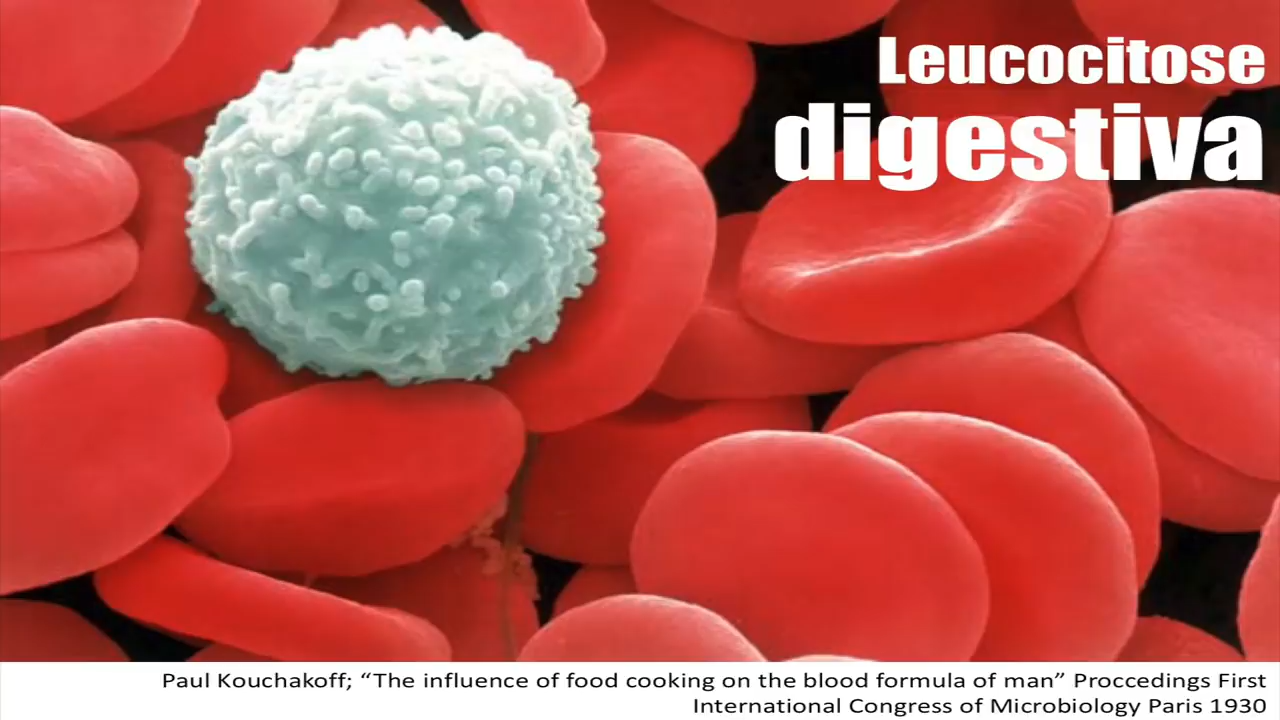 Leucocitose
digestiva
Paul Kouchakoff; “The influence of food cooking on the blood formula of man” Proccedings First
International Congress of Microbiology Paris 1930